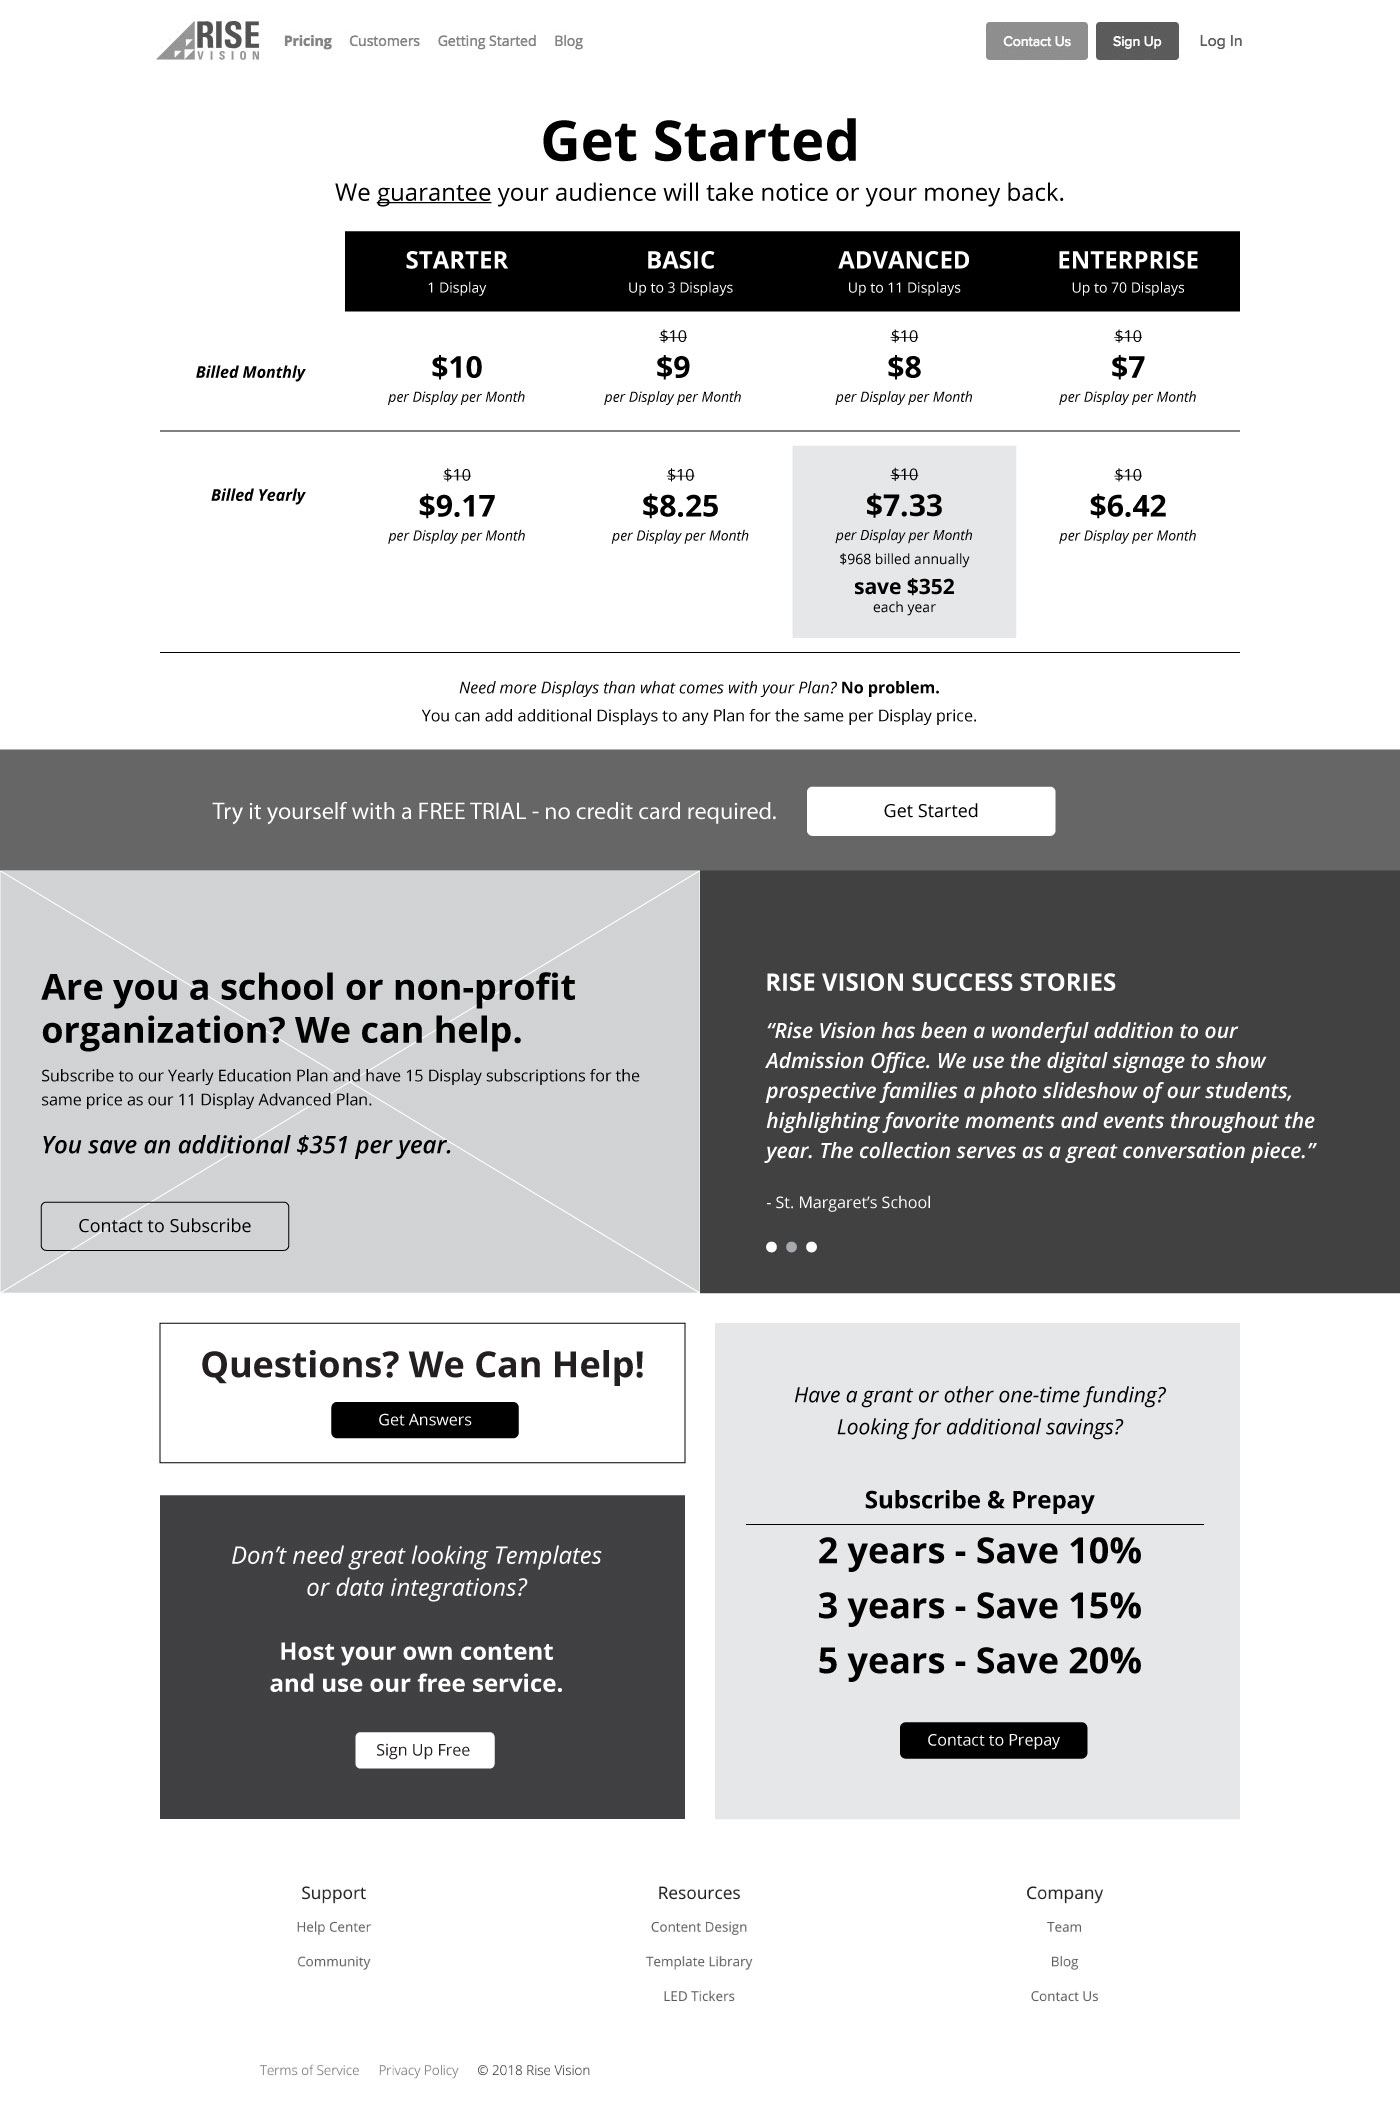 RISE
VISION
Pricing Customers Getting Started Blog
Contact Us Sign Up Log In
Get Started
We guarantee your audience will take notice or your money back.
STARTER BASIC ADVANCED ENTERPRISE
1 Display Up to 3 Displays Up to 11 Displays Up to 70 Displays
$10 $10 $10
Billed Monthly $10 $9 $8 $7
per Display per Month per Display per Month per Display per Month per Display per Month
$10 $10 $10 $10
Billed Yearly $9.17 $8.25 $7.33 $6.42
per Display per Month per Display per Month per Display per Month per Display per Month
$968 billed annually
save $352
each year
Need more Displays than what comes with your Plan? No problem.
You can add additional Displays to any Plan for the same per Display price.
Try it yourself with a FREE TRIAL - no credit card required. Get Started
Are you a school or non-profit
organization? We can help.
Subscribe to our Yearly Education Plan and have 15 Display subscriptions for the
same price as our 11 Display Advanced Plan.
You save an additional $351 per year.
Contact to Subscribe
RISE VISION SUCCESS STORIES
“Rise Vision has been a wonderful addition to our
Admission Office. We use the digital signage to show
prospective families a photo slideshow of our students,
highlighting favorite moments and events throughout the
year. The collection serves as a great conversation piece.”
- St. Margaret’s School
Questions? We Can Help!
Get Answers
Don’t need great looking Templates
or data integrations?
Host your own content
and use our free service.
Sign Up Free
Have a grant or other one-time funding?
Looking for additional savings?
Subscribe & Prepay
2 years - Save 10%
3 years - Save 15%
5 years - Save 20%
Contact to Prepay
Support Resources Company
Help Center Content Design Team
Community Template Library Blog
LED Tickers Contact Us
Terms of Service Privacy Policy © 2018 Rise Vision